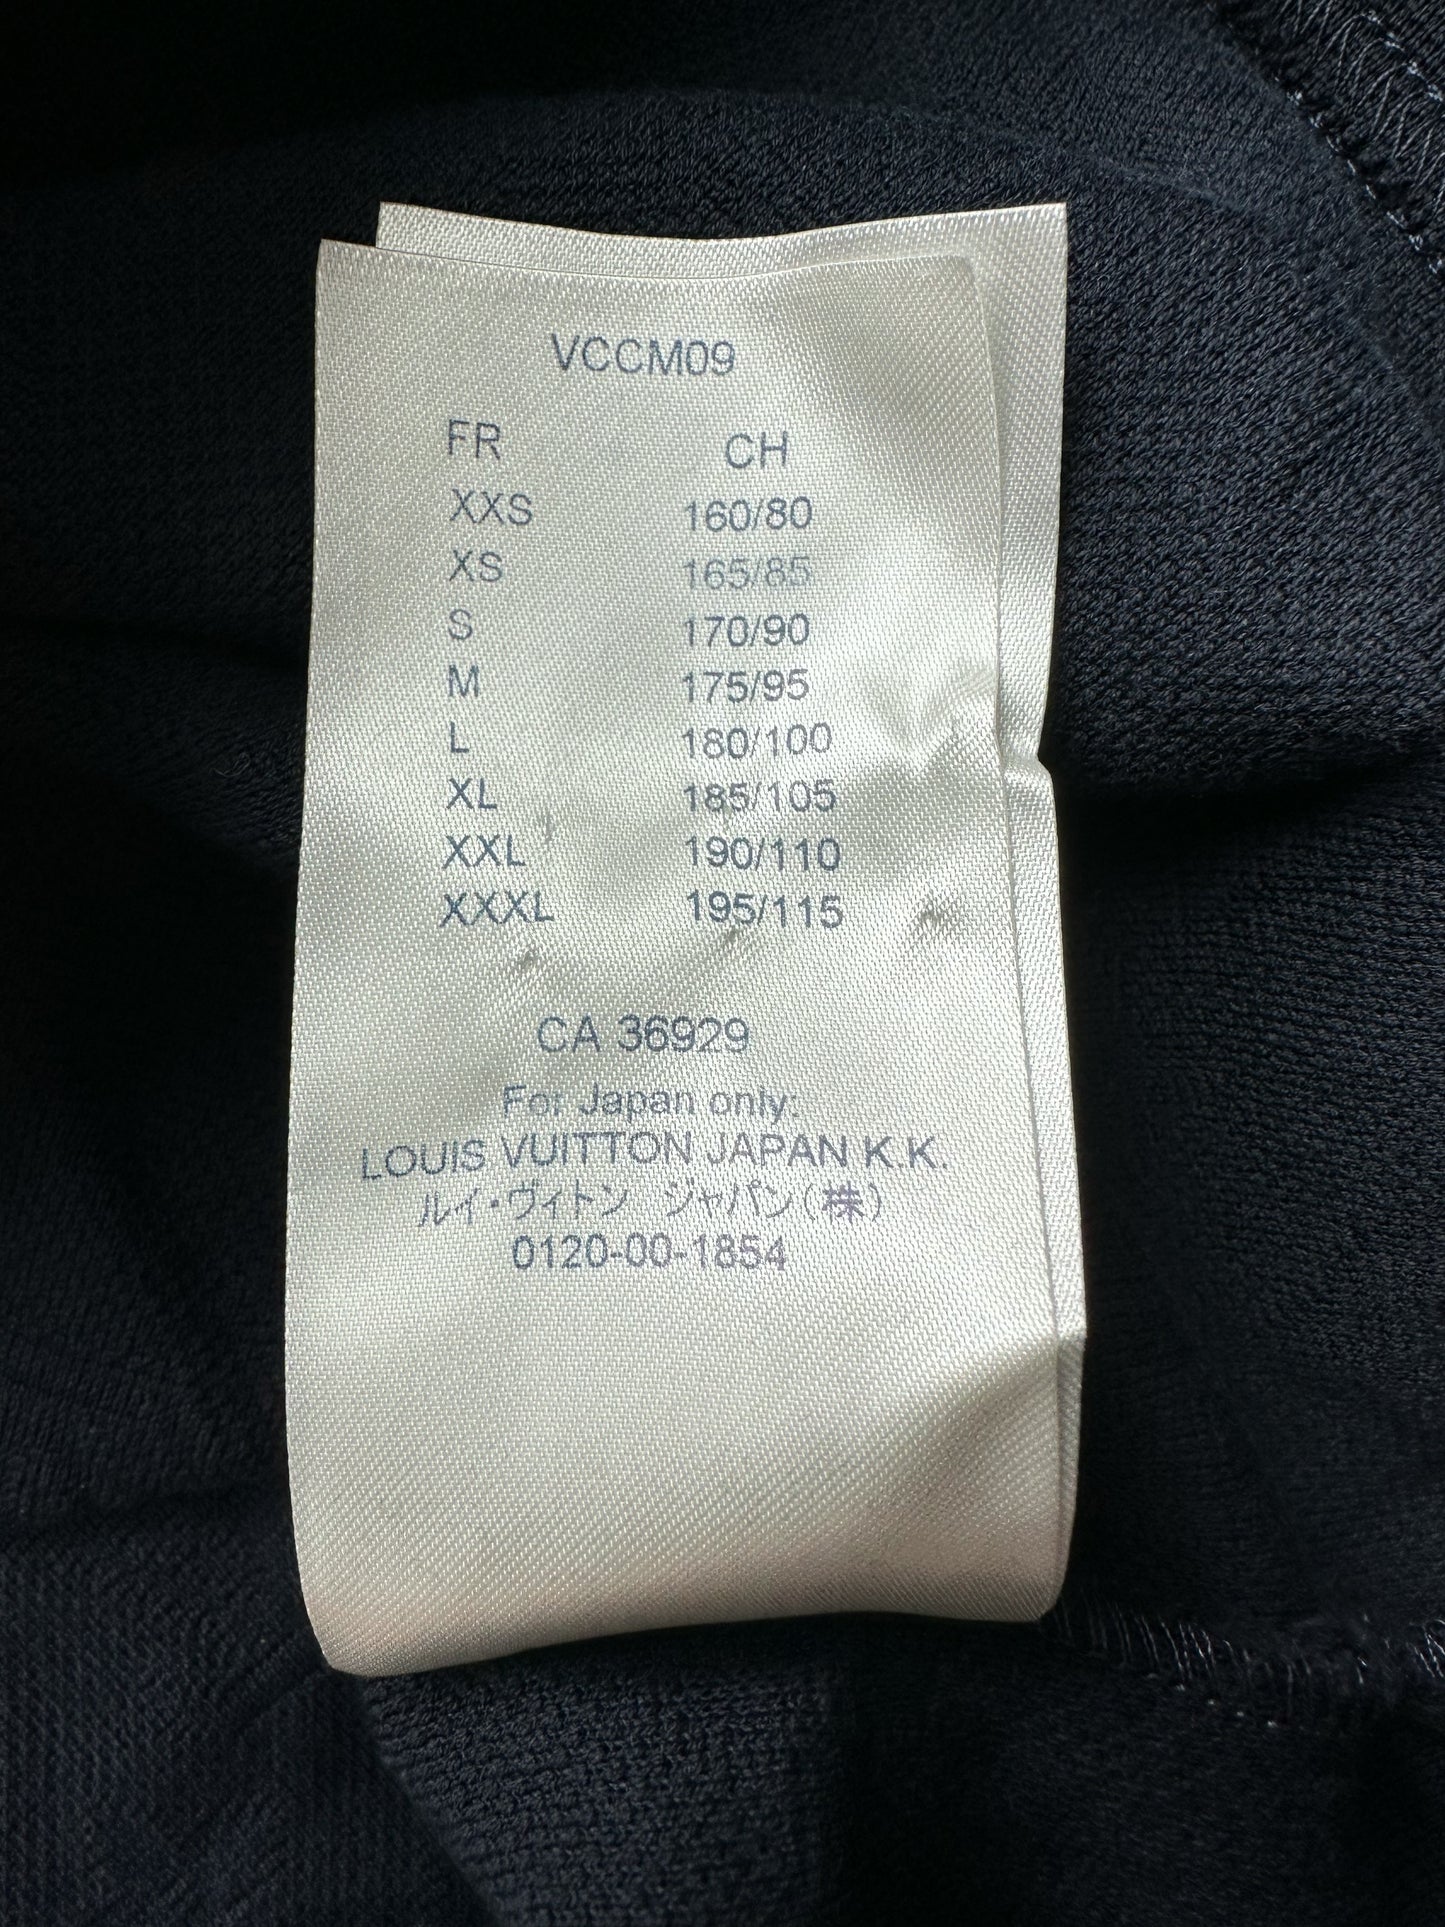 VCCM09
FR CH
XXS 160/80
XS 165/85
S 170/90
M 175/95
L 180/100
XL 185/105
XXL 190/110
XXXL 195/115
CA 36929
For Japan only:
LOUIS VUITTON JAPAN K.K.
ルイ・ヴィトン ジャパン(株)
0120-00-1854